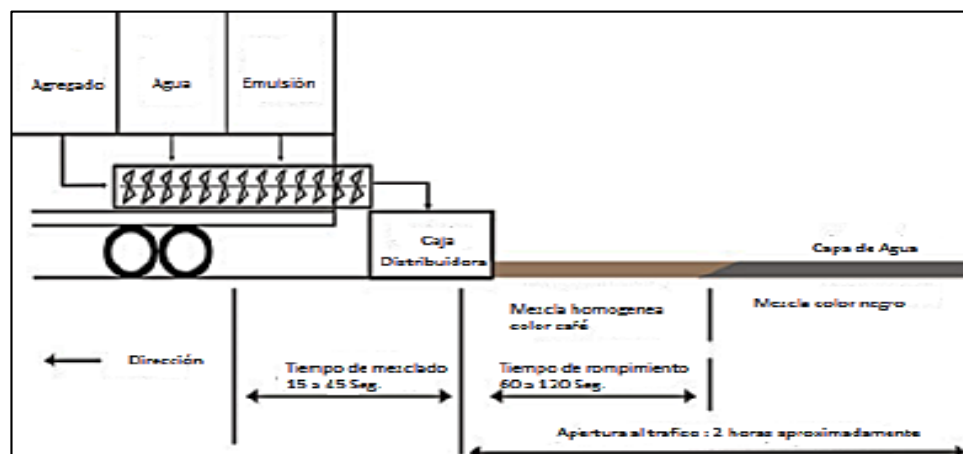 Agregado
Agua
Emulsión
Caja
Distribuidora
Capa de Agua
Mezcla homogenea
color café
Mezcla color negro
Dirección
Tiempo de mezclado
15 a 45 Seg.
Tiempo de rompimiento
60 a 120 Seg.
Apertura al trafico : 2 horas aproximadamente